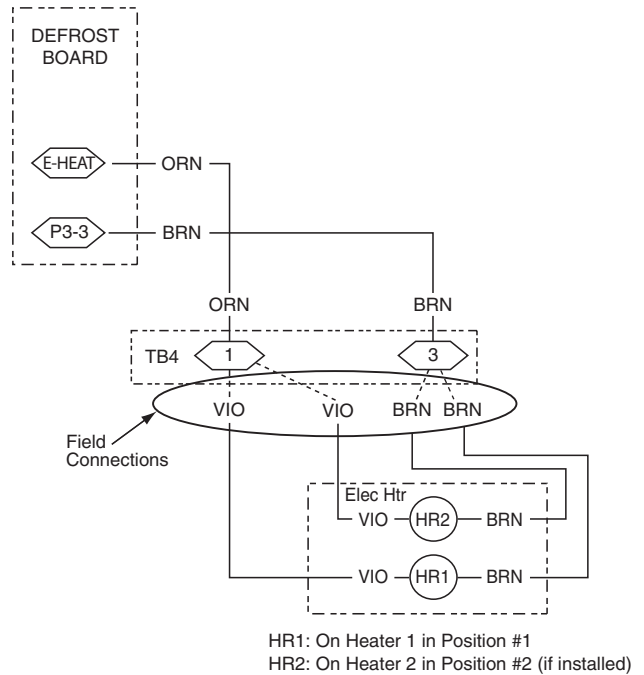 DEFROST
BOARD
E-HEAT
ORN
P3-3
BRN
ORN
BRN
TB4
1
3
VIO
VIO
BRN
BRN
Field
Connections
Elec Htr
VIO
HR2
BRN
VIO
HR1
BRN
HR1: On Heater 1 in Position #1
HR2: On Heater 2 in Position #2 (if installed)